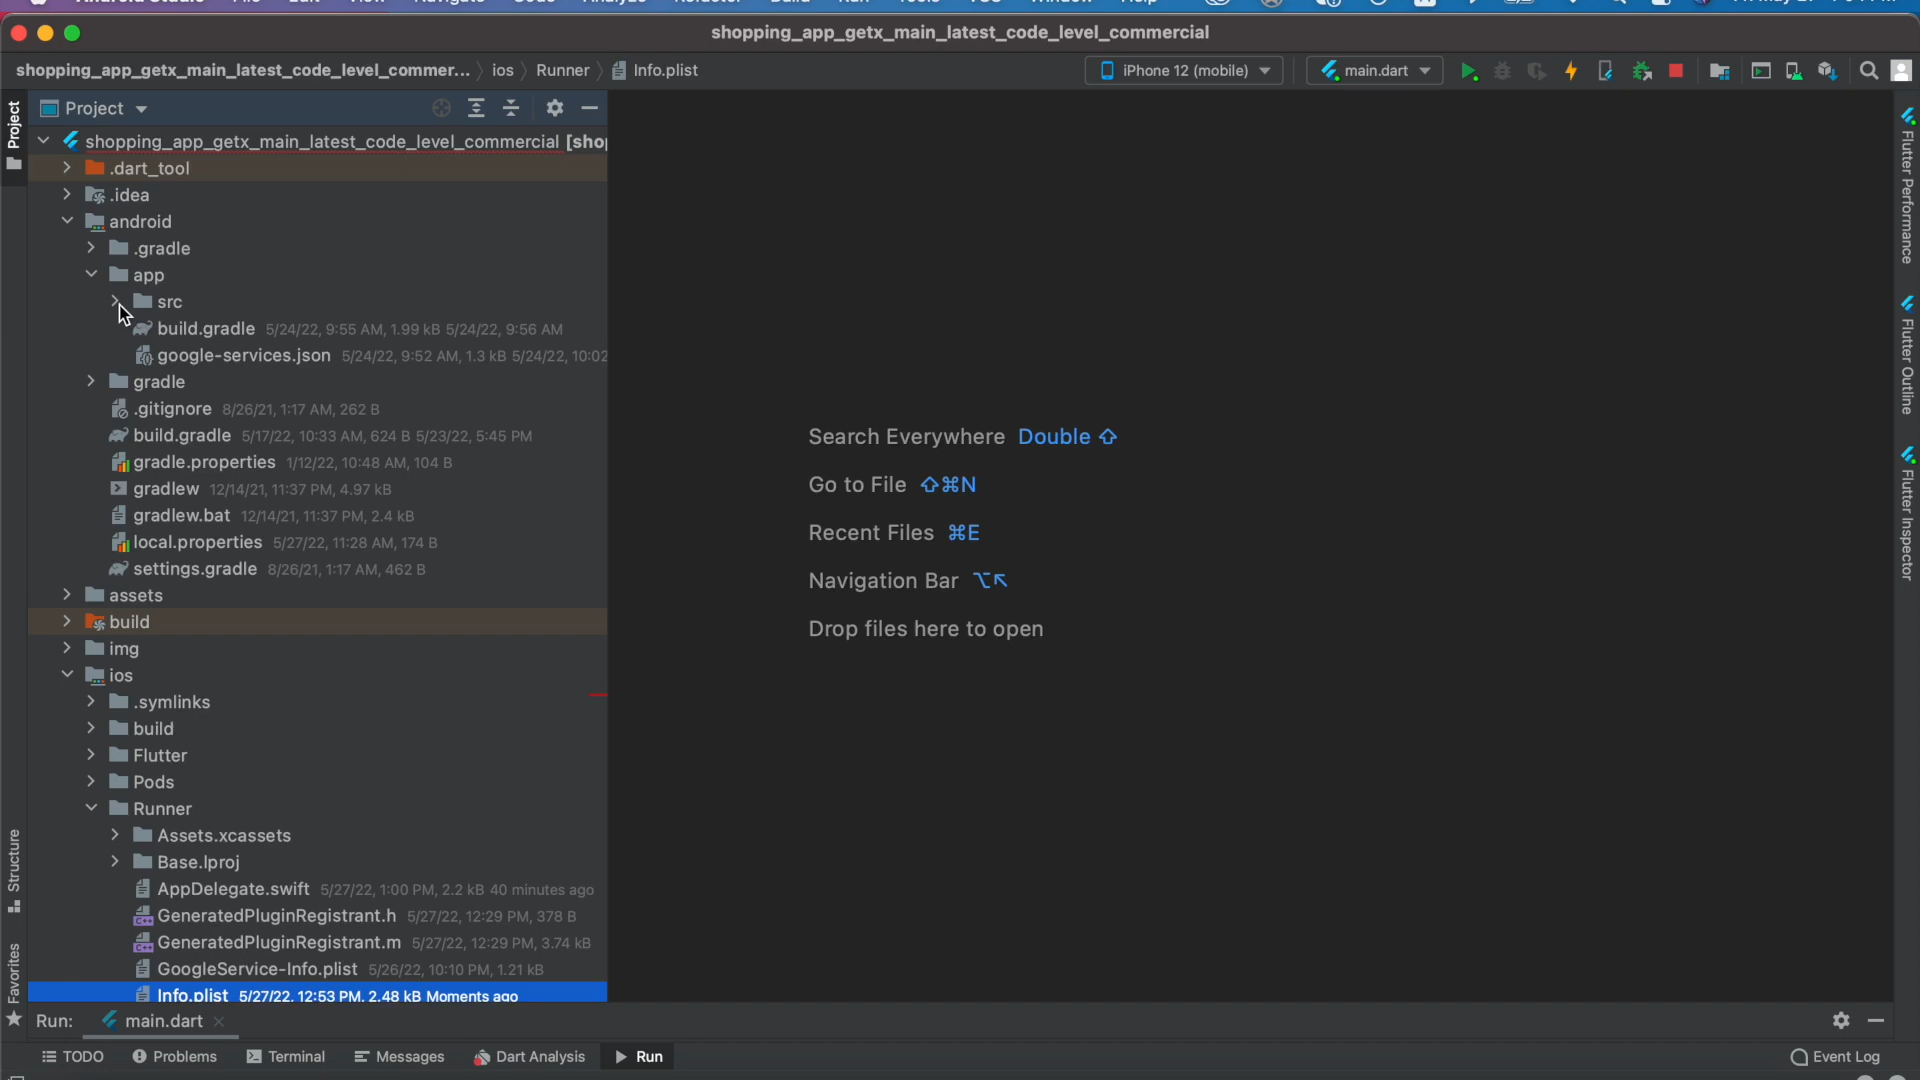 shopping_app_getx_main_latest_code_level_commercial
shopping_app_getx_main_latest_code_level_commer... ios Runner Info.plist
iPhone 12 (mobile) main.dart
Project
Project
shopping_app_getx_main_latest_code_level_commercial [sho
.dart_tool
.idea
android
.gradle
app
src
build.gradle 5/24/22, 9:55 AM, 1.99 kB 5/24/22, 9:56 AM
google-services.json 5/24/22, 9:52 AM, 1.3 kB 5/24/22, 10:02
gradle
.gitignore 8/26/21, 1:17 AM, 262 B
build.gradle 5/17/22, 10:33 AM, 624 B 5/23/22, 5:45 PM
gradle.properties 1/12/22, 10:48 AM, 104 B
gradlew 12/14/21, 11:37 PM, 4.97 kB
gradlew.bat 12/14/21, 11:37 PM, 2.4 kB
local.properties 5/27/22, 11:28 AM, 174 B
settings.gradle 8/26/21, 1:17 AM, 462 B
assets
build
img
ios
.symlinks
build
Flutter
Pods
Runner
Assets.xcassets
Base.lproj
AppDelegate.swift 5/27/22, 1:00 PM, 2.2 kB 40 minutes ago
GeneratedPluginRegistrant.h 5/27/22, 12:29 PM, 378 B
GeneratedPluginRegistrant.m 5/27/22, 12:29 PM, 3.74 kB
GoogleService-Info.plist 5/26/22, 10:10 PM, 1.21 kB
Info.plist 5/27/22, 12:53 PM, 2.48 kB Moments ago
Structure
Favorites
Search Everywhere Double ⇧
Go to File ⇧⌘N
Recent Files ⌘E
Navigation Bar ⌥↖
Drop files here to open
Flutter Performance
Flutter Outline
Flutter Inspector
Run: main.dart
TODO Problems Terminal Messages Dart Analysis Run Event Log